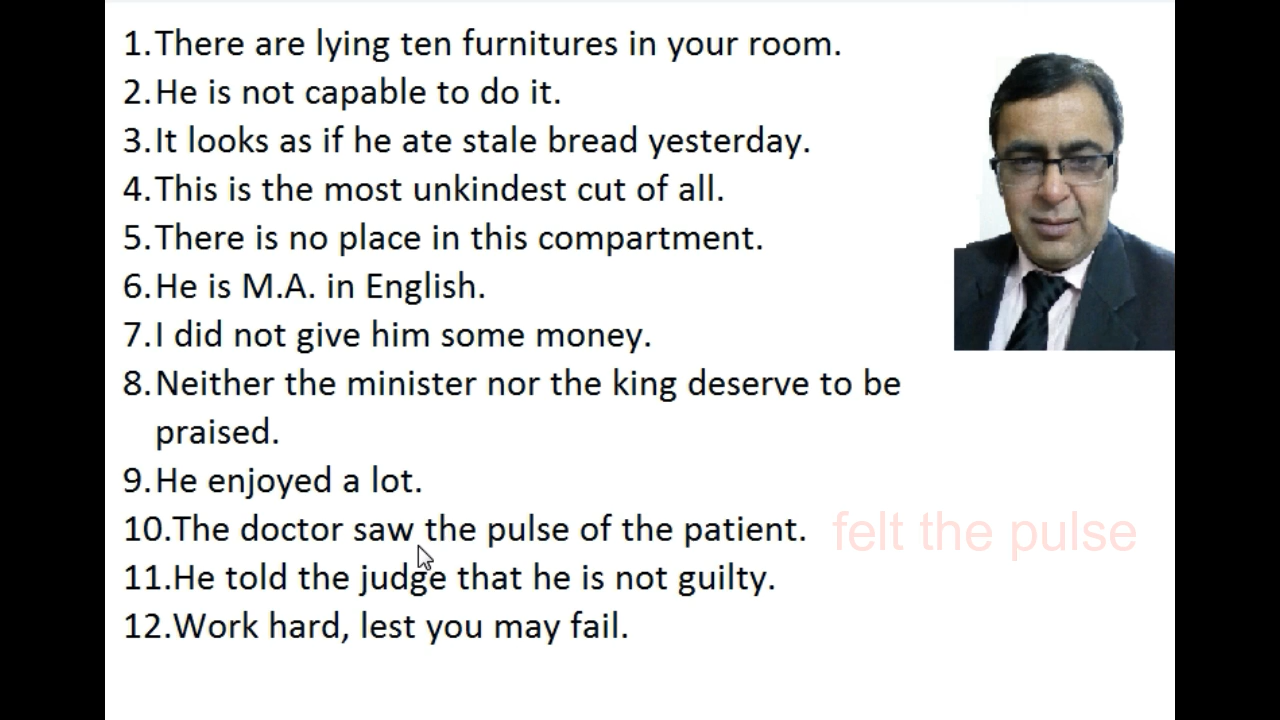 1. There are lying ten furnitures in your room.
2. He is not capable to do it.
3. It looks as if he ate stale bread yesterday.
4. This is the most unkindest cut of all.
5. There is no place in this compartment.
6. He is M.A. in English.
7. I did not give him some money.
8. Neither the minister nor the king deserve to be
praised.
9. He enjoyed a lot.
10. The doctor saw the pulse of the patient. felt the pulse
11. He told the judge that he is not guilty.
12. Work hard, lest you may fail.